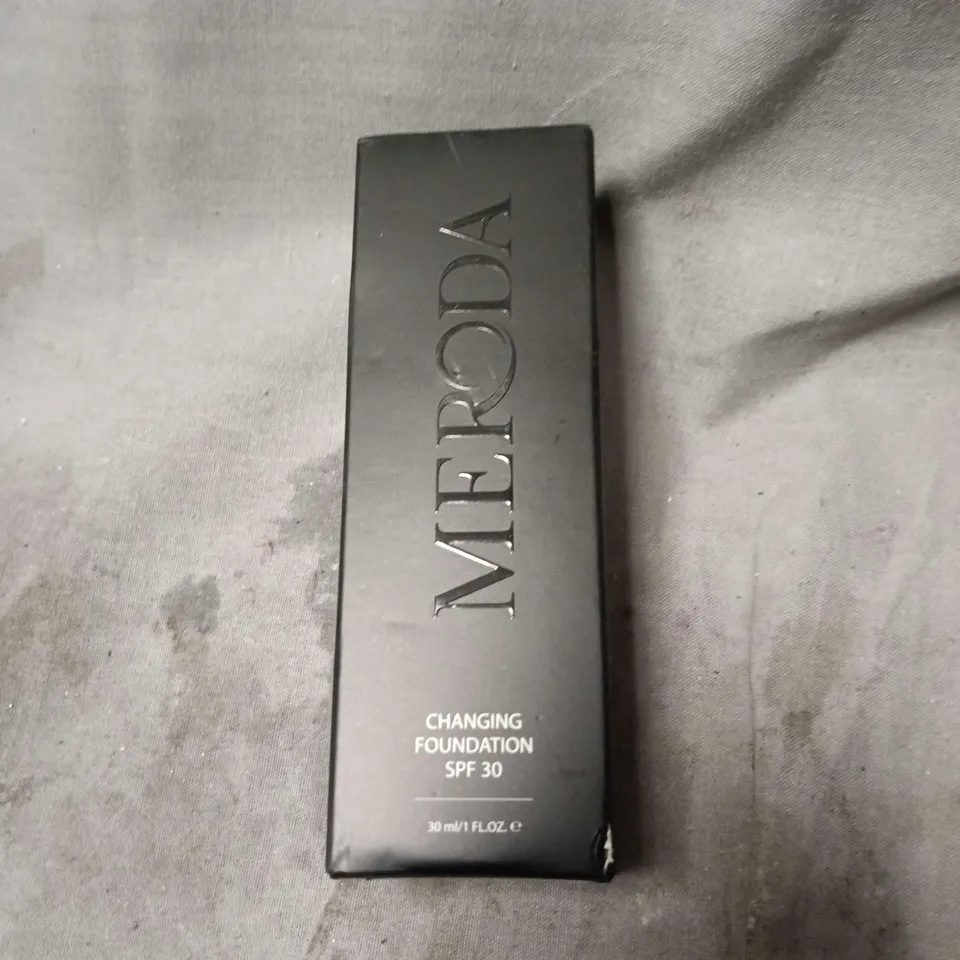 MERODA
CHANGING
FOUNDATION
SPF 30
30 ml/1 FL.OZ. ℮